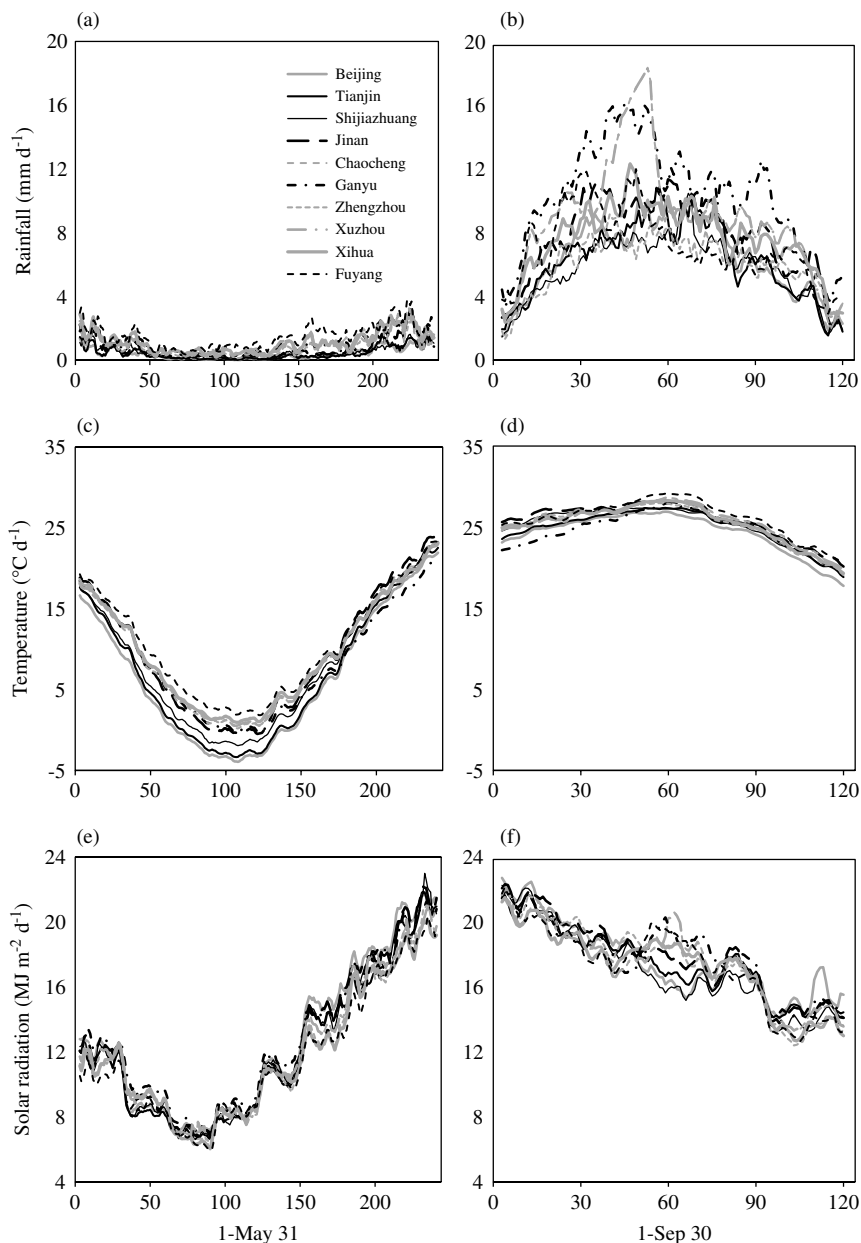 (a)
Rainfall (mm d⁻¹)
20
16
12
8
4
0
0 50 100 150 200
Beijing
Tianjin
Shijiazhuang
Jinan
Chaocheng
Ganyu
Zhengzhou
Xuzhou
Xihua
Fuyang
(b)
20
16
12
8
4
0
0 30 60 90 120
(c)
Temperature (°C d⁻¹)
35
25
15
5
-5
0 50 100 150 200
(d)
35
25
15
5
-5
0 30 60 90 120
(e)
Solar radiation (MJ m⁻² d⁻¹)
24
20
16
12
8
4
0 50 100 150 200
1-May 31
(f)
24
20
16
12
8
4
0 30 60 90 120
1-Sep 30